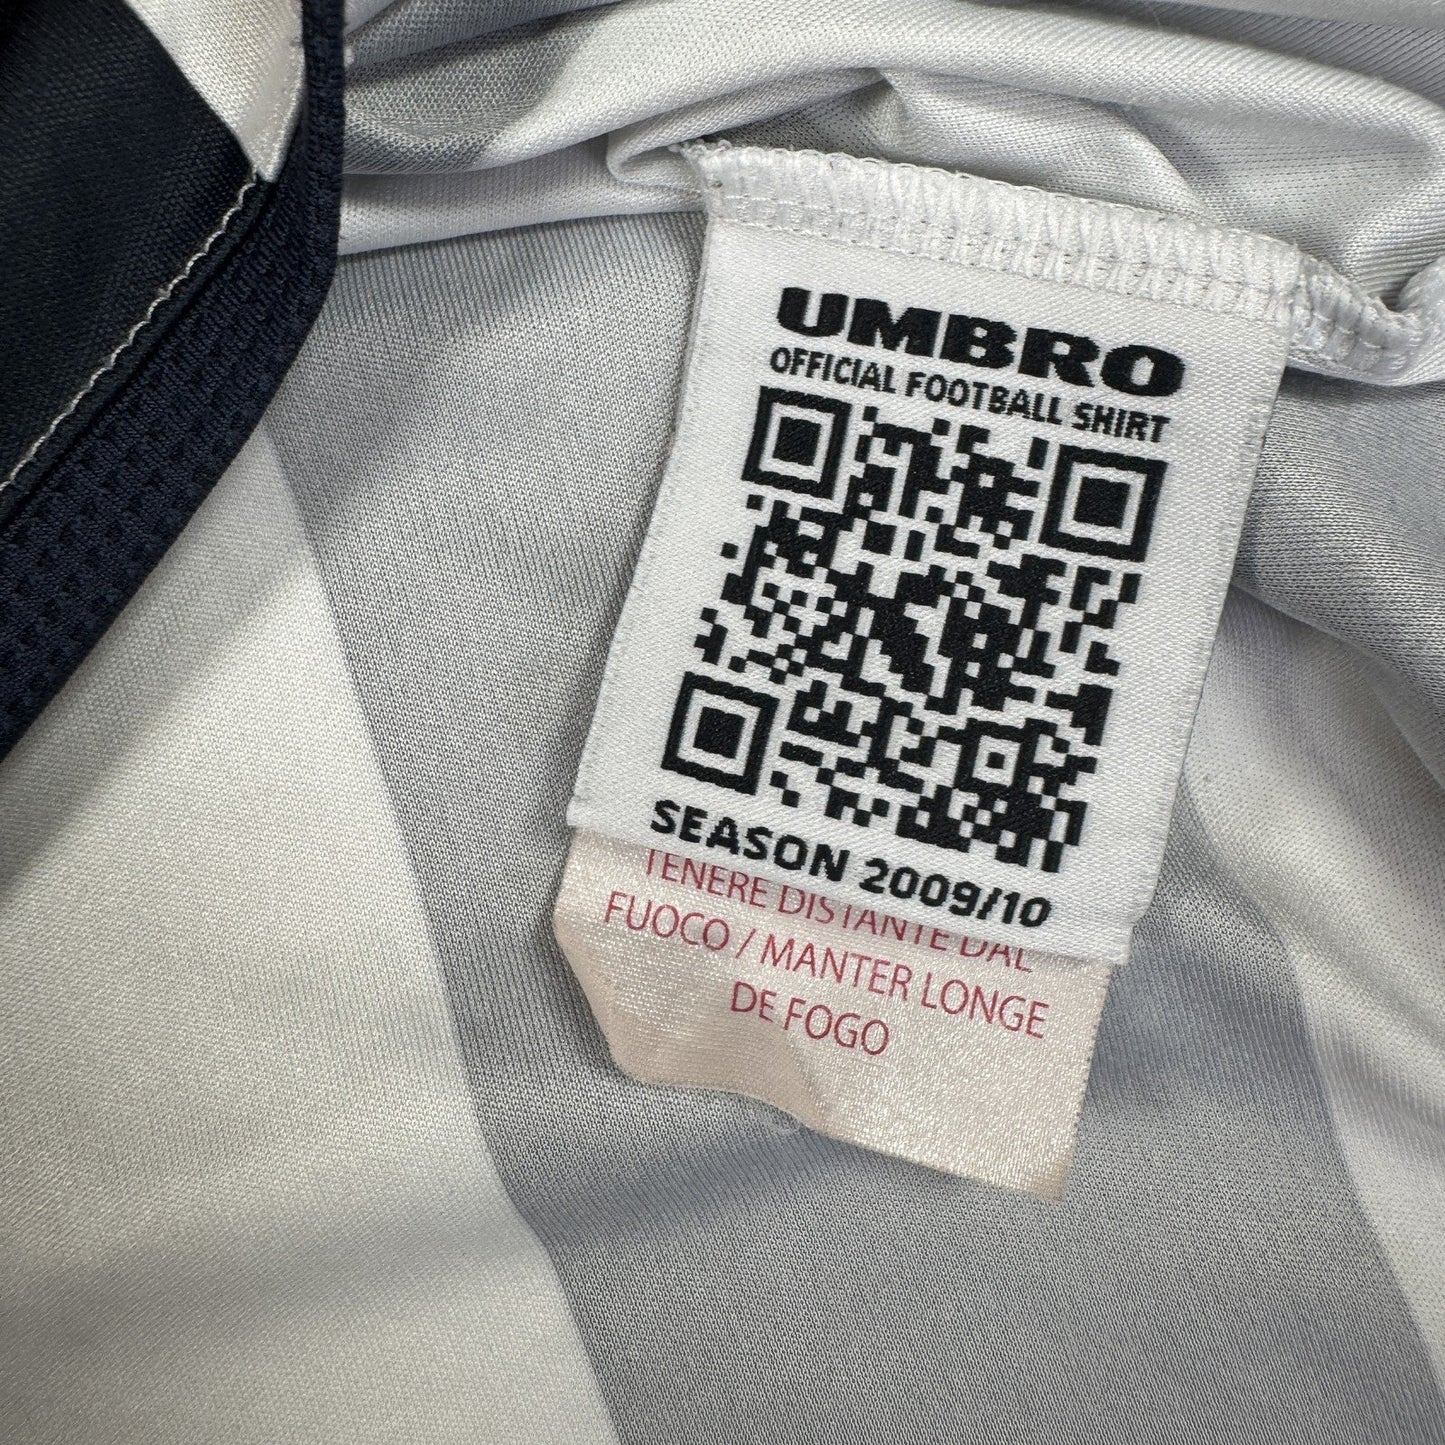 UMBRO
OFFICIAL FOOTBALL SHIRT
SEASON 2009/10
TENERE DISTANTE DAL
FUOCO / MANTER LONGE
DE FOGO